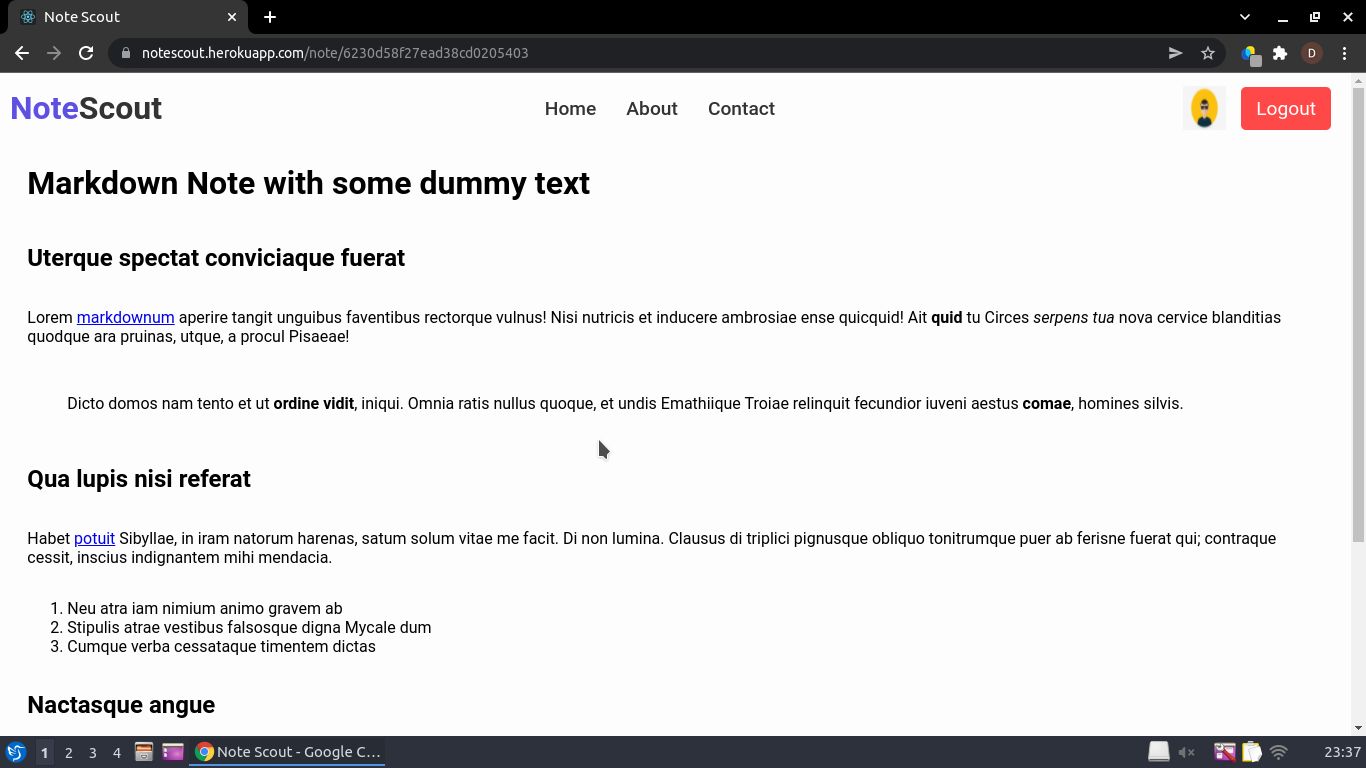 Note Scout
notescout.herokuapp.com/note/6230d58f27ead38cd0205403
D
NoteScout
Home About Contact
Logout
Markdown Note with some dummy text
Uterque spectat conviciaque fuerat
Lorem markdownum aperire tangit unguibus faventibus rectorque vulnus! Nisi nutricis et inducere ambrosiae ense quicquid! Ait quid tu Circes serpens tua nova cervice blanditias
quodque ara pruinas, utque, a procul Pisaeae!
Dicto domos nam tento et ut ordine vidit, iniqui. Omnia ratis nullus quoque, et undis Emathiique Troiae relinquit fecundior iuveni aestus comae, homines silvis.
Qua lupis nisi referat
Habet potuit Sibyllae, in iram natorum harenas, satum solum vitae me facit. Di non lumina. Clausus di triplici pignusque obliquo tonitrumque puer ab ferisne fuerat qui; contraque
cessit, inscius indignantem mihi mendacia.
1. Neu atra iam nimium animo gravem ab
2. Stipulis atrae vestibus falsosque digna Mycale dum
3. Cumque verba cessataque timentem dictas
Nactasque angue
1 2 3 4 Note Scout - Google C... 23:37